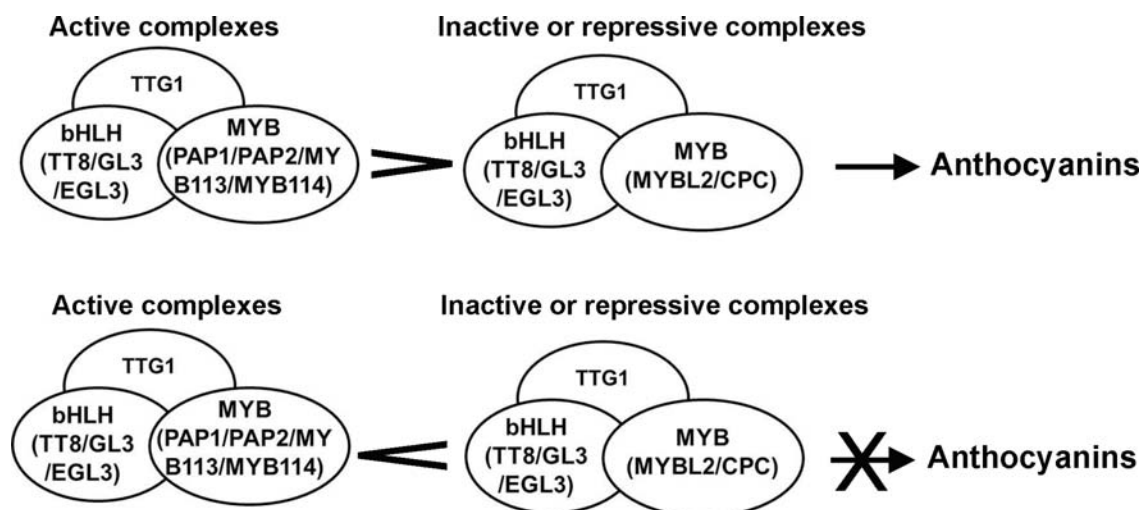 Active complexes
Inactive or repressive complexes
TTG1
bHLH
(TT8/GL3
/EGL3)
MYB
(PAP1/PAP2/MY
B113/MYB114)
>
TTG1
bHLH
(TT8/GL3
/EGL3)
MYB
(MYBL2/CPC)
Anthocyanins
Active complexes
Inactive or repressive complexes
TTG1
bHLH
(TT8/GL3
/EGL3)
MYB
(PAP1/PAP2/MY
B113/MYB114)
<
TTG1
bHLH
(TT8/GL3
/EGL3)
MYB
(MYBL2/CPC)
Anthocyanins